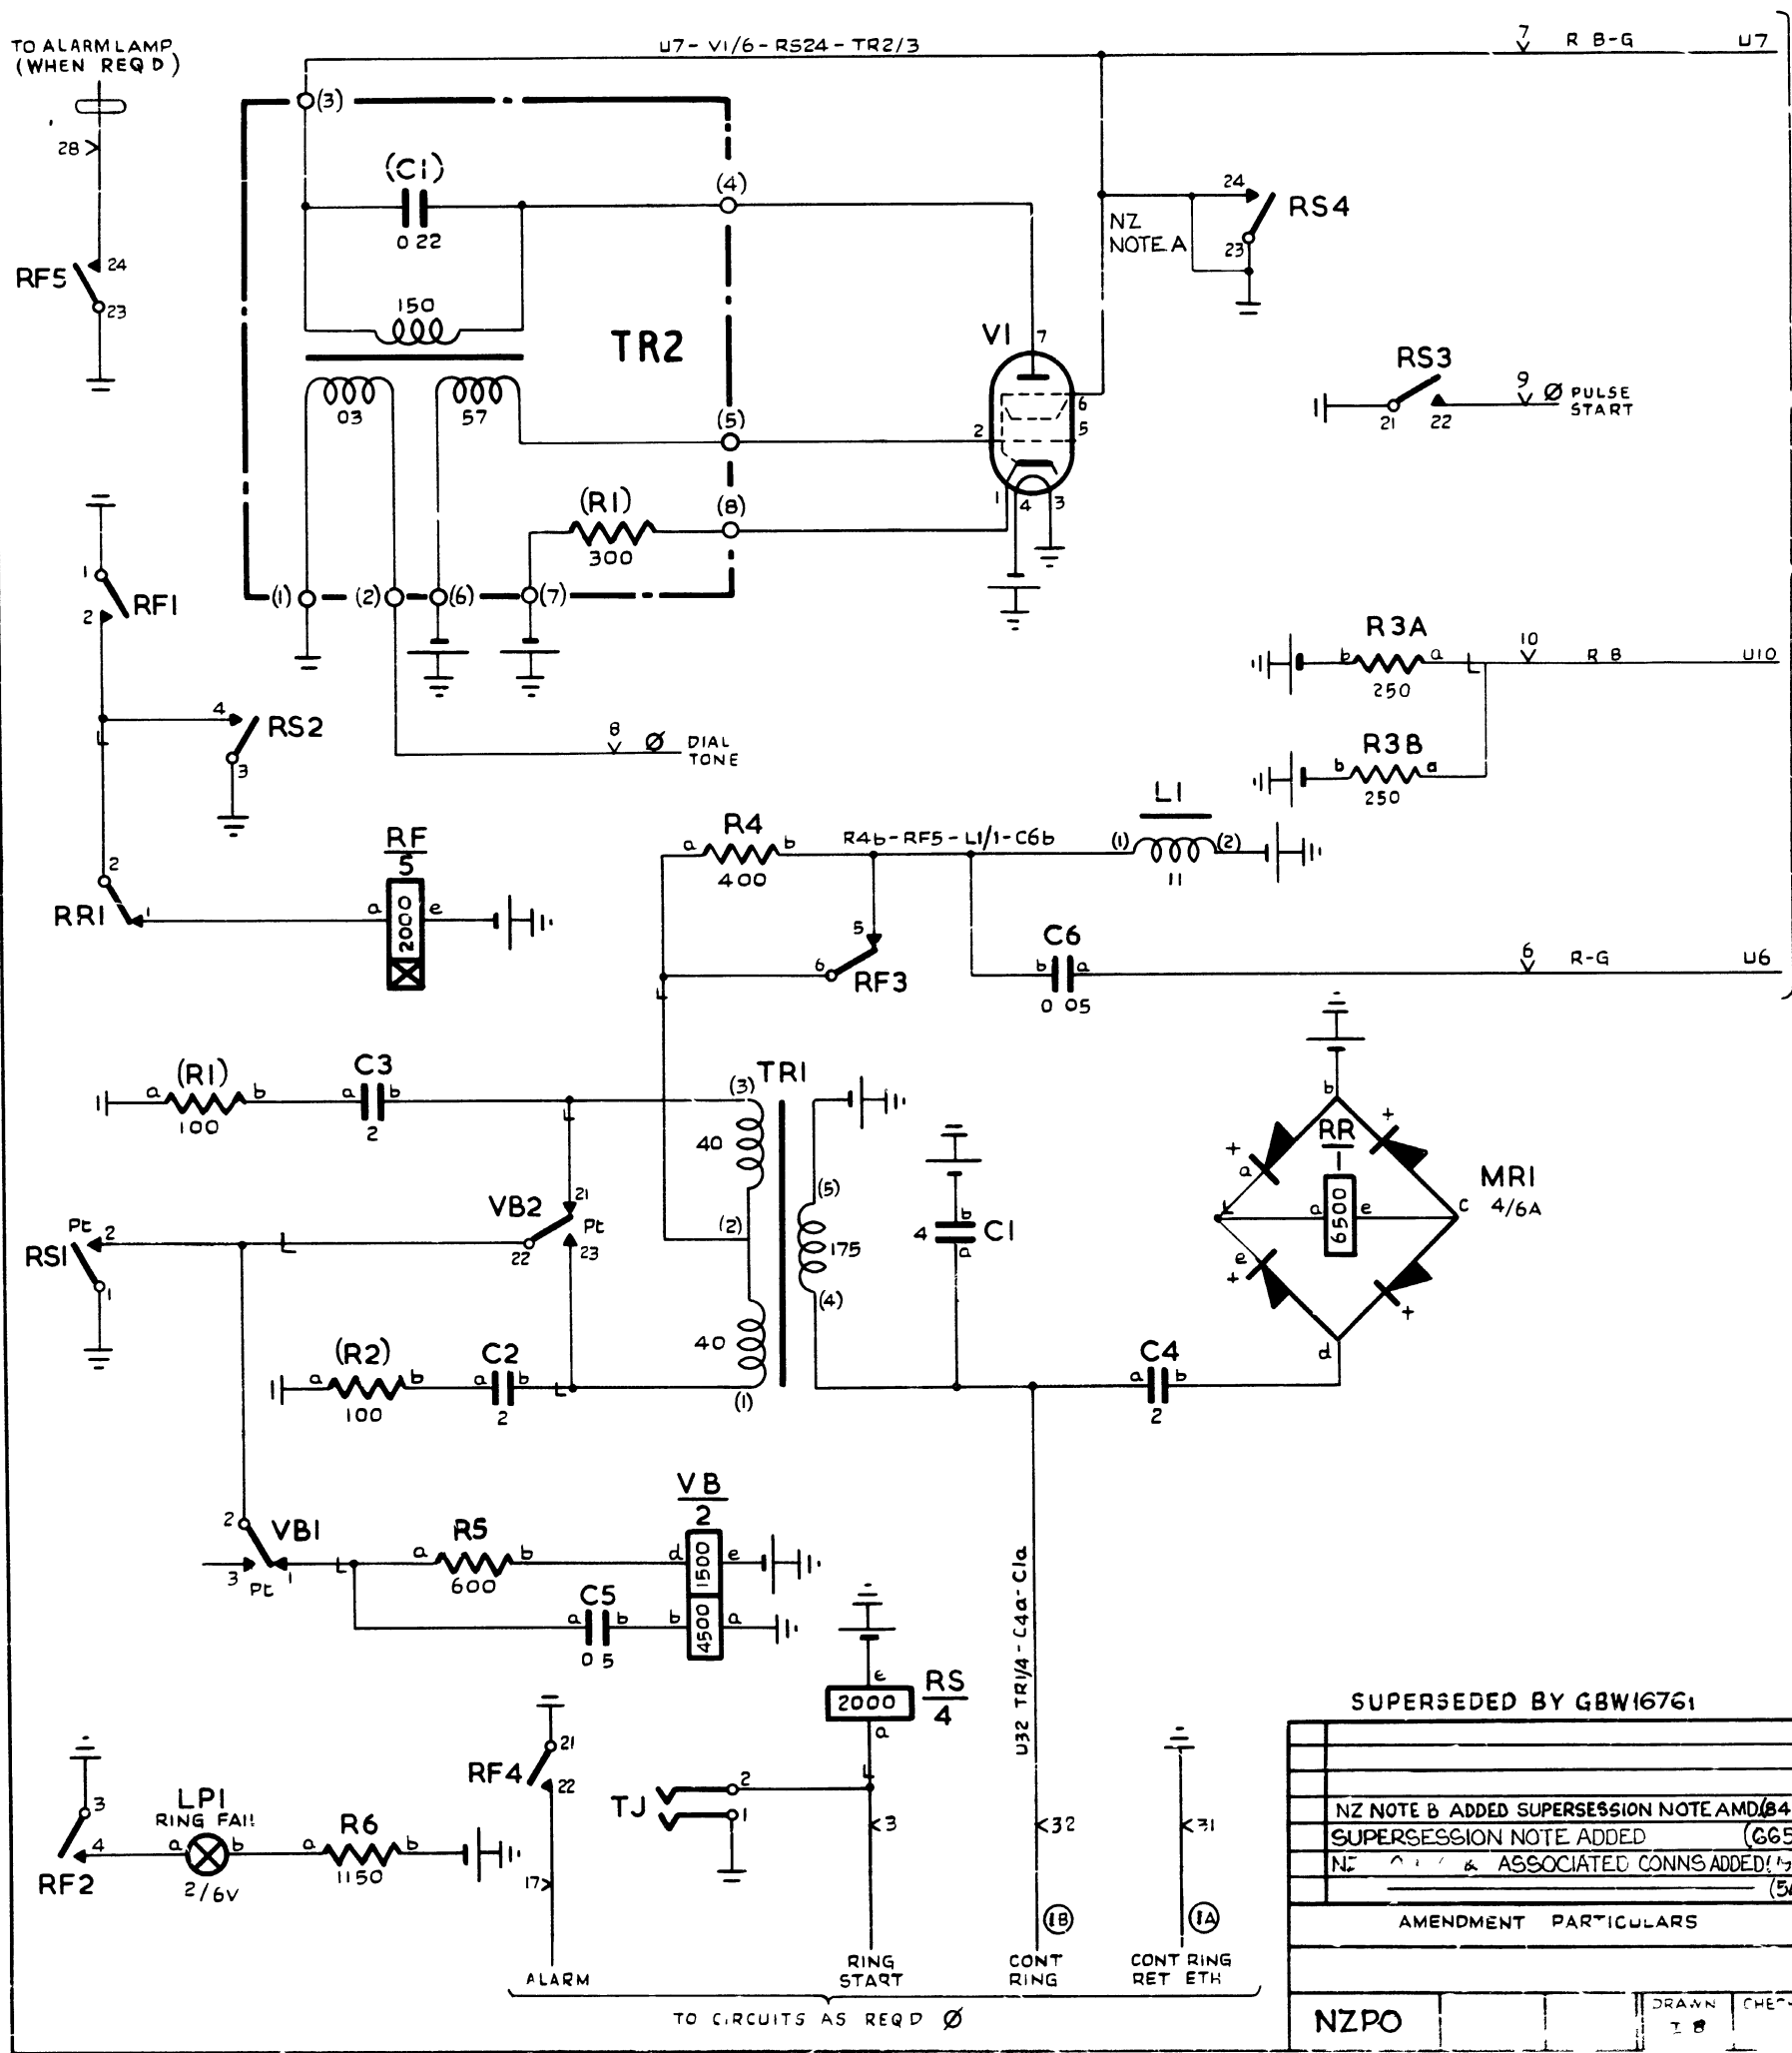 TO ALARM LAMP
(WHEN REQ D)
28
24
RF5
23
U7 - V1/6 - RS24 - TR2/3
7
R B-G
U7
(3)
(C1)
0 22
(4)
150
TR2
03
57
(5)
(R1)
300
(8)
(1)
(2)
(6)
(7)
V1
7
6
2
5
1
4
3
NZ
NOTE A
24
RS4
23
RS3
21
22
9
Ø
PULSE
START
1
RF1
2
4
RS2
3
8
Ø
DIAL
TONE
R3A
b
a
250
10
R B
U10
R3B
b
a
250
2
RR1
1
RF
5
a
2000
e
R4
a
b
400
R4b - RF5 - L1/1 - C6b
L1
(1)
(2)
11
5
6
RF3
C6
b
a
0 05
6
R-G
U6
(R1)
a
b
100
C3
a
b
2
TR1
(3)
40
(2)
40
(1)
(5)
175
(4)
VB2
21
Pt
22
23
Pt
2
RS1
1
(R2)
a
b
100
C2
a
b
2
4
b
C1
a
b
RR
1
+
+
a
a
6500
e
c
e
+
+
d
MR1
4/6A
C4
a
b
2
2
VB1
3
Pt
1
R5
a
b
600
VB
2
d
1500
e
C5
a
b
0 5
b
4500
a
e
2000
RS
4
a
U32 TR1/4 - C4a - C1a
3
RF2
4
LP1
RING FAIL
a
b
2/6V
R6
a
b
1150
21
RF4
22
17
TJ
2
1
3
32
31
1B
1A
ALARM
RING
START
CONT
RING
CONT RING
RET ETH
TO CIRCUITS AS REQ D Ø
SUPERSEDED BY GBW16761
NZ NOTE B ADDED SUPERSESSION NOTE AMD (84
SUPERSESSION NOTE ADDED (665
& ASSOCIATED CONNS ADDED
AMENDMENT PARTICULARS
NZPO
DRAWN